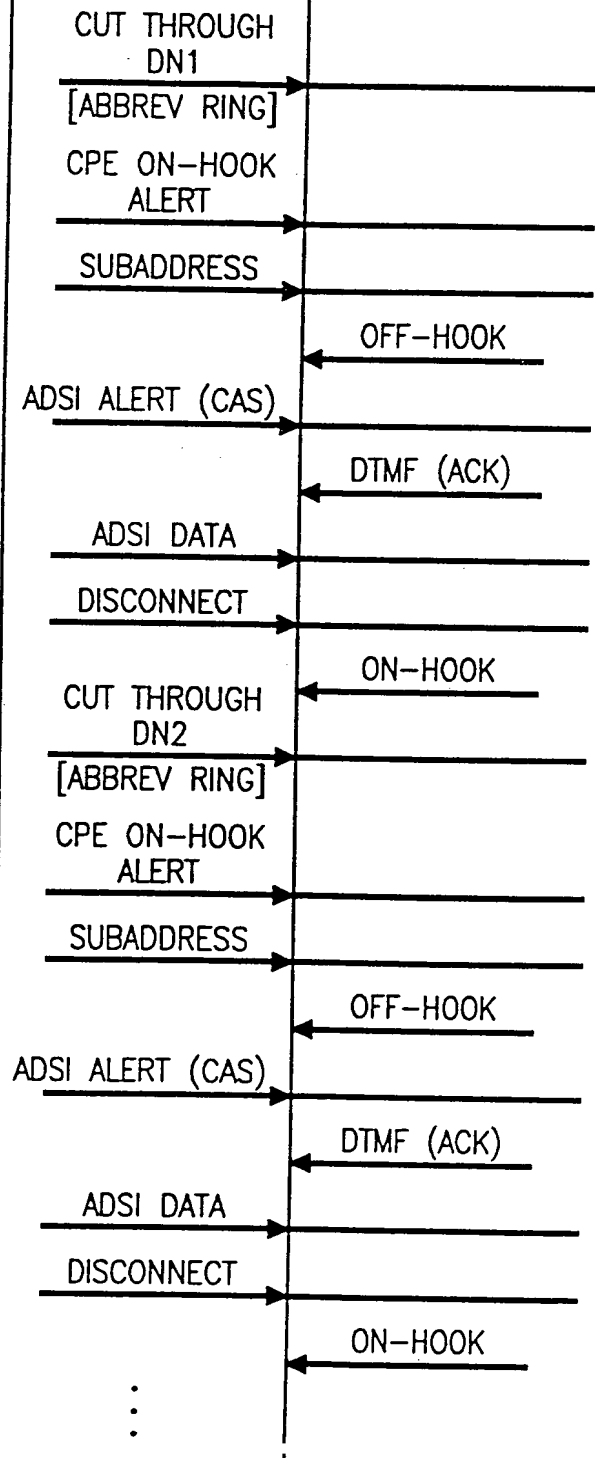 CUT THROUGH
DN1
[ABBREV RING]
CPE ON-HOOK
ALERT
SUBADDRESS
OFF-HOOK
ADSI ALERT (CAS)
DTMF (ACK)
ADSI DATA
DISCONNECT
ON-HOOK
CUT THROUGH
DN2
[ABBREV RING]
CPE ON-HOOK
ALERT
SUBADDRESS
OFF-HOOK
ADSI ALERT (CAS)
DTMF (ACK)
ADSI DATA
DISCONNECT
ON-HOOK